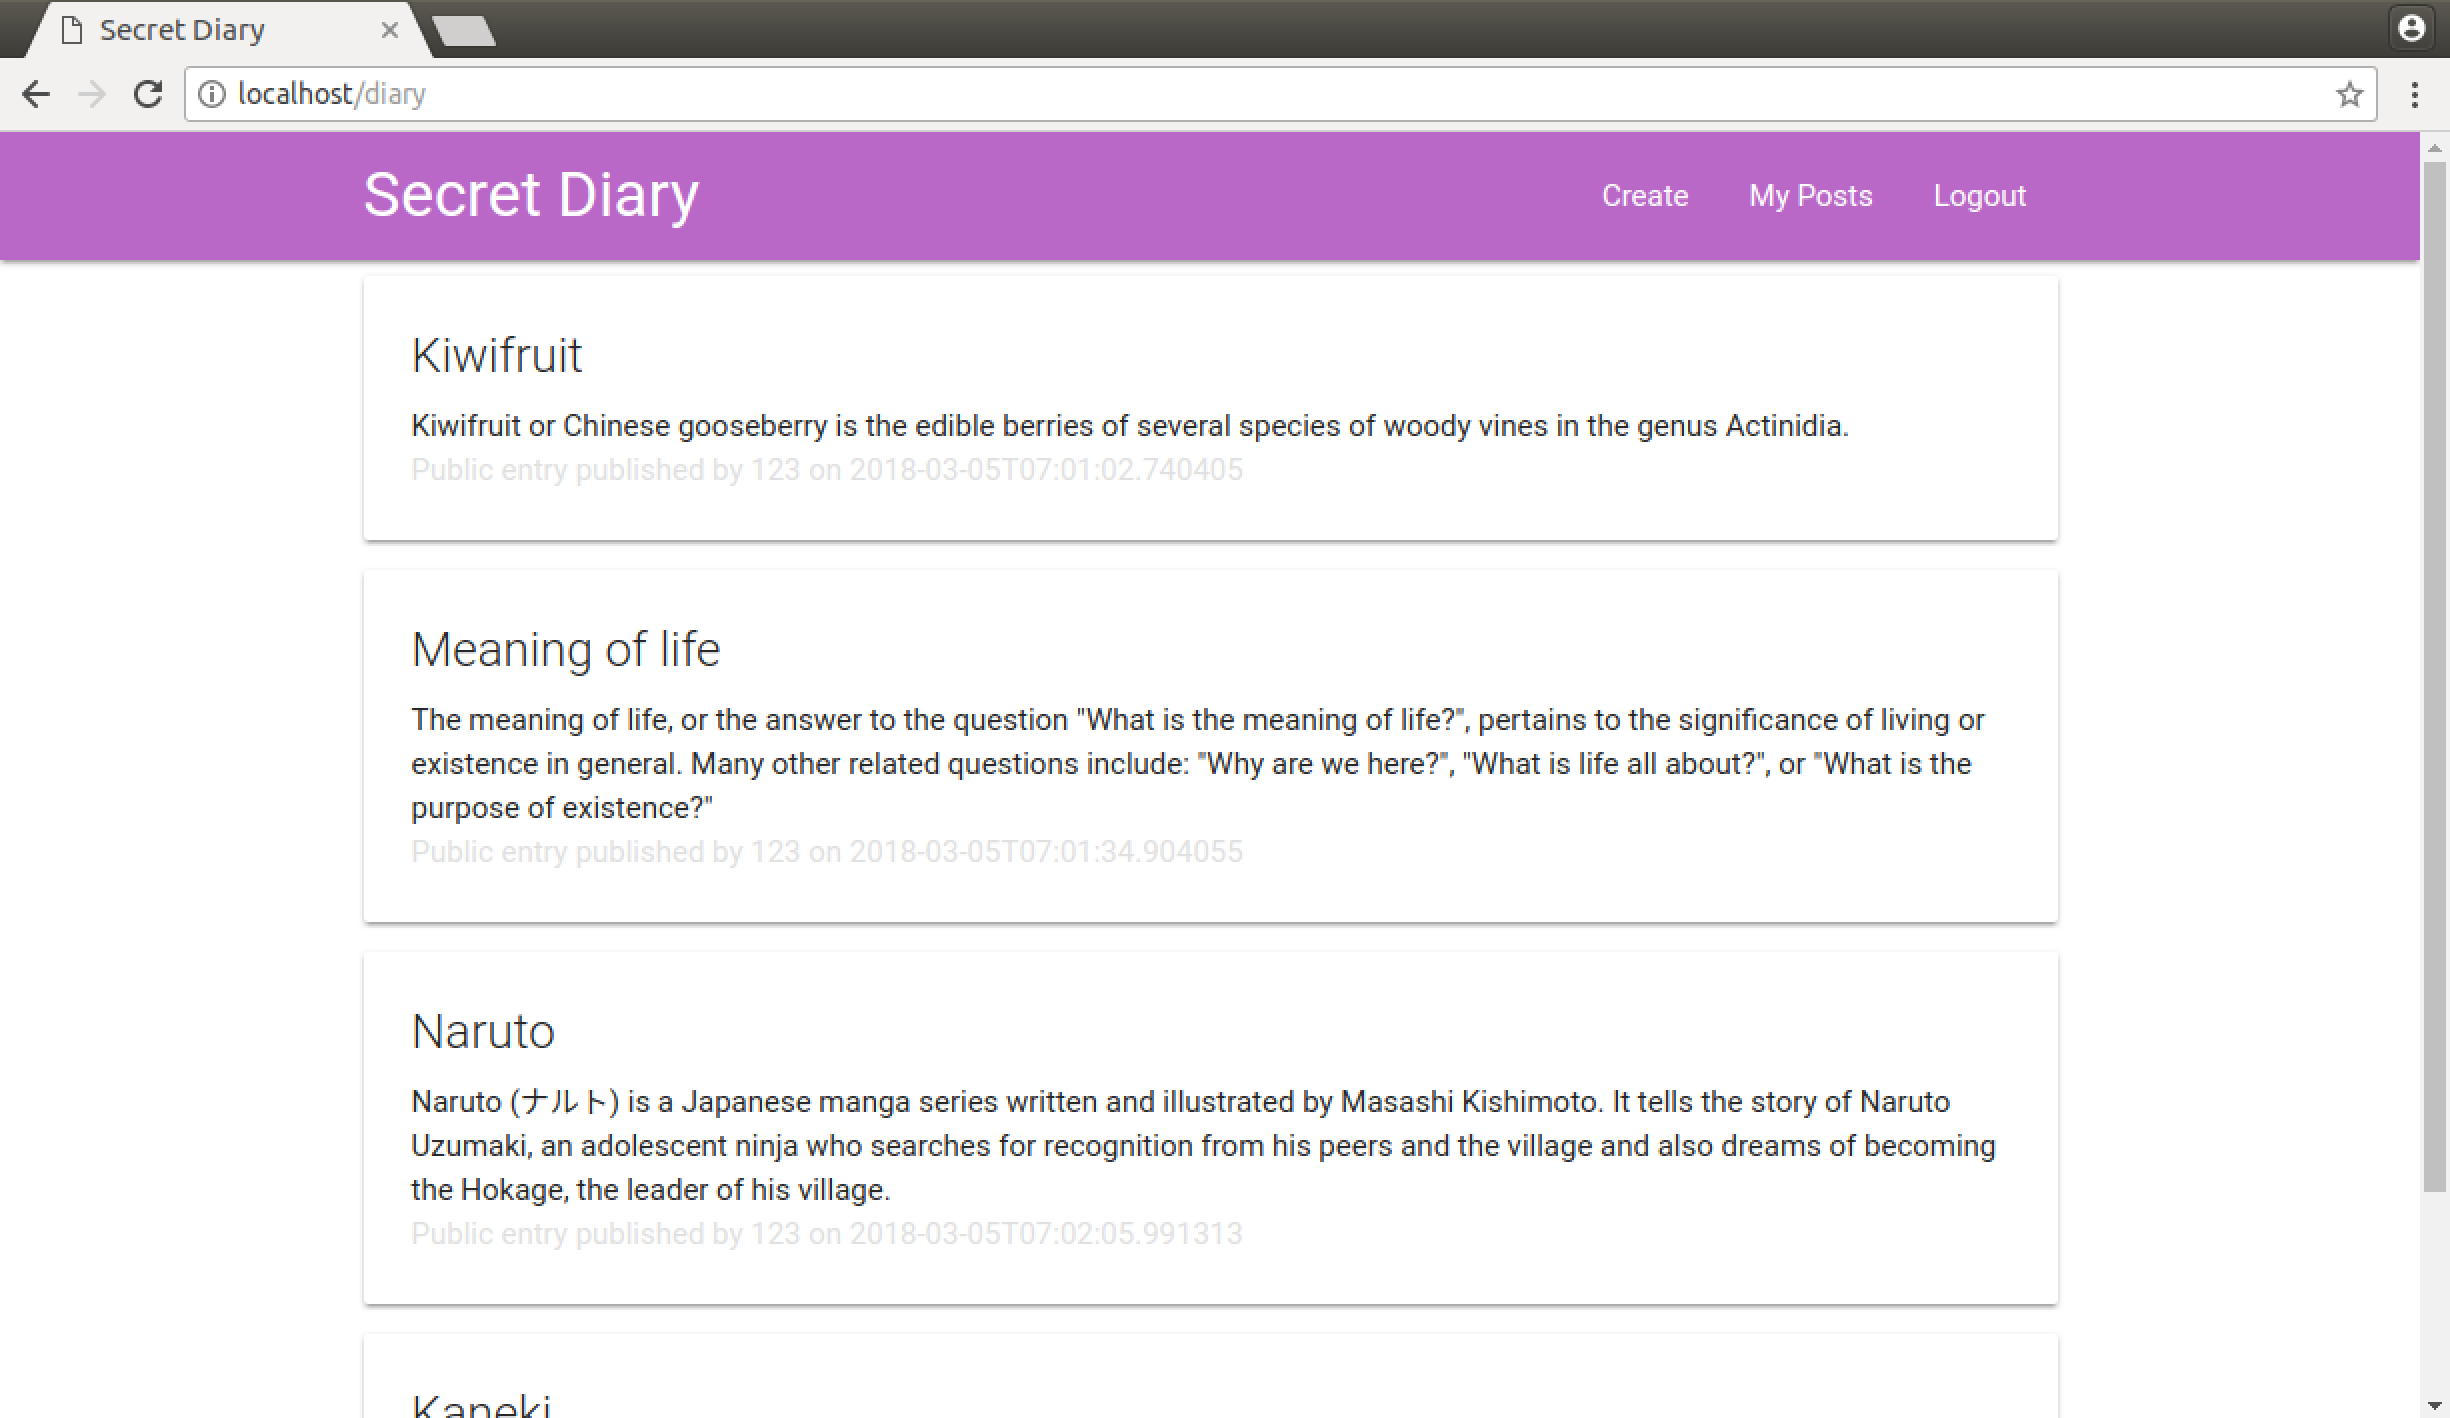 Secret Diary
localhost/diary
Secret Diary
Create My Posts Logout
Kiwifruit
Kiwifruit or Chinese gooseberry is the edible berries of several species of woody vines in the genus Actinidia.
Public entry published by 123 on 2018-03-05T07:01:02.740405
Meaning of life
The meaning of life, or the answer to the question "What is the meaning of life?", pertains to the significance of living or
existence in general. Many other related questions include: "Why are we here?", "What is life all about?", or "What is the
purpose of existence?"
Public entry published by 123 on 2018-03-05T07:01:34.904055
Naruto
Naruto (ナルト) is a Japanese manga series written and illustrated by Masashi Kishimoto. It tells the story of Naruto
Uzumaki, an adolescent ninja who searches for recognition from his peers and the village and also dreams of becoming
the Hokage, the leader of his village.
Public entry published by 123 on 2018-03-05T07:02:05.991313
Kaneki